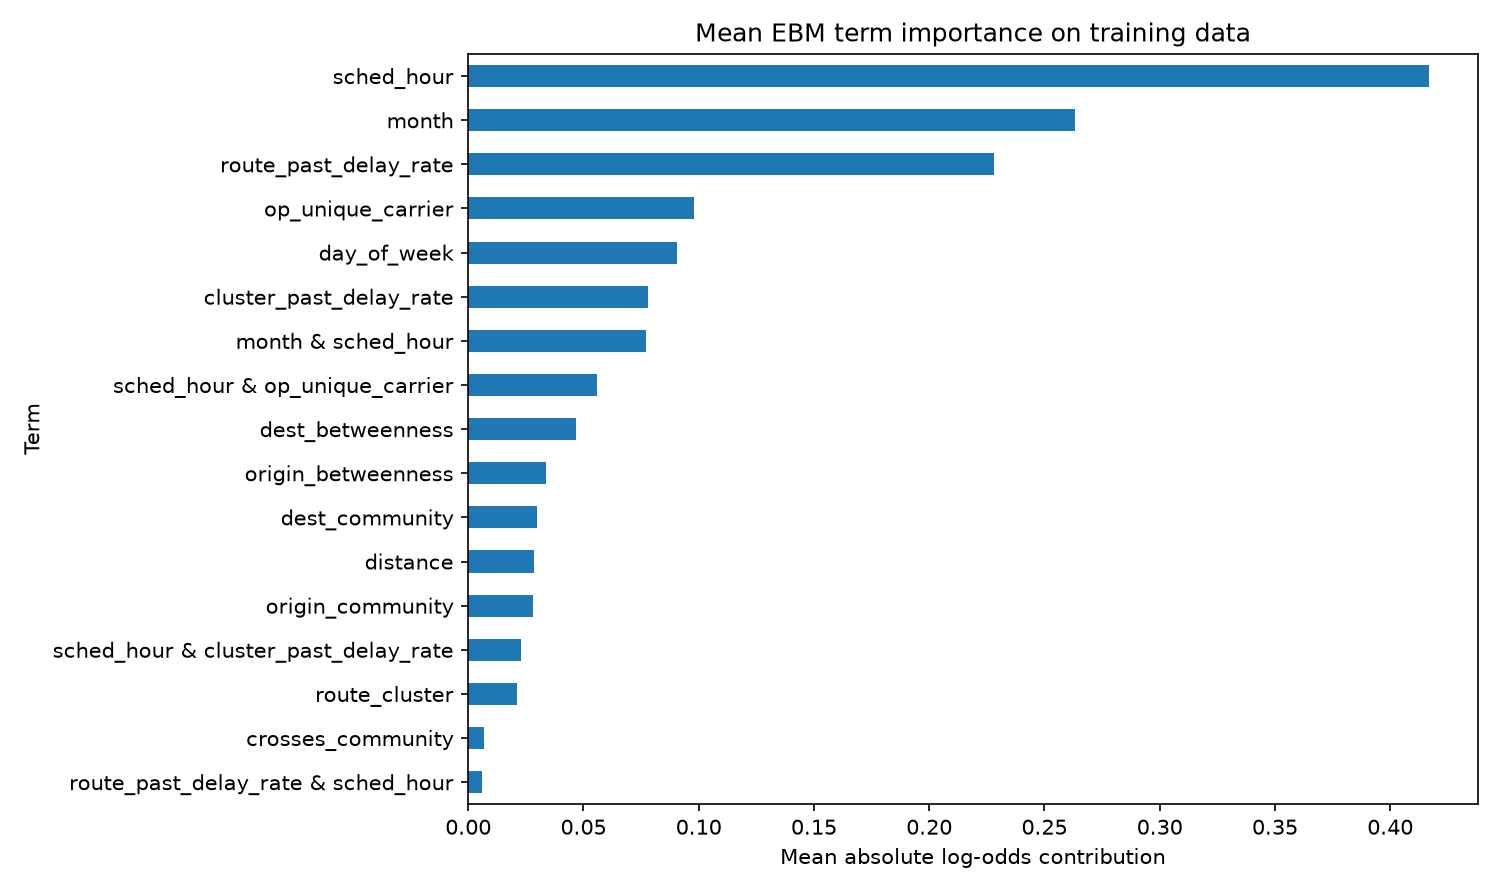 Mean EBM term importance on training data
sched_hour
month
route_past_delay_rate
op_unique_carrier
day_of_week
cluster_past_delay_rate
month & sched_hour
sched_hour & op_unique_carrier
dest_betweenness
origin_betweenness
dest_community
distance
origin_community
sched_hour & cluster_past_delay_rate
route_cluster
crosses_community
route_past_delay_rate & sched_hour
Term
0.00 0.05 0.10 0.15 0.20 0.25 0.30 0.35 0.40
Mean absolute log-odds contribution